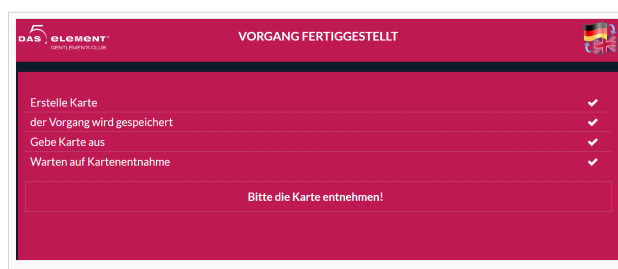 DAS 5 ELEMENT
GENTLEMEN'S CLUB
VORGANG FERTIGGESTELLT
Erstelle Karte
der Vorgang wird gespeichert
Gebe Karte aus
Warten auf Kartenentnahme
Bitte die Karte entnehmen!